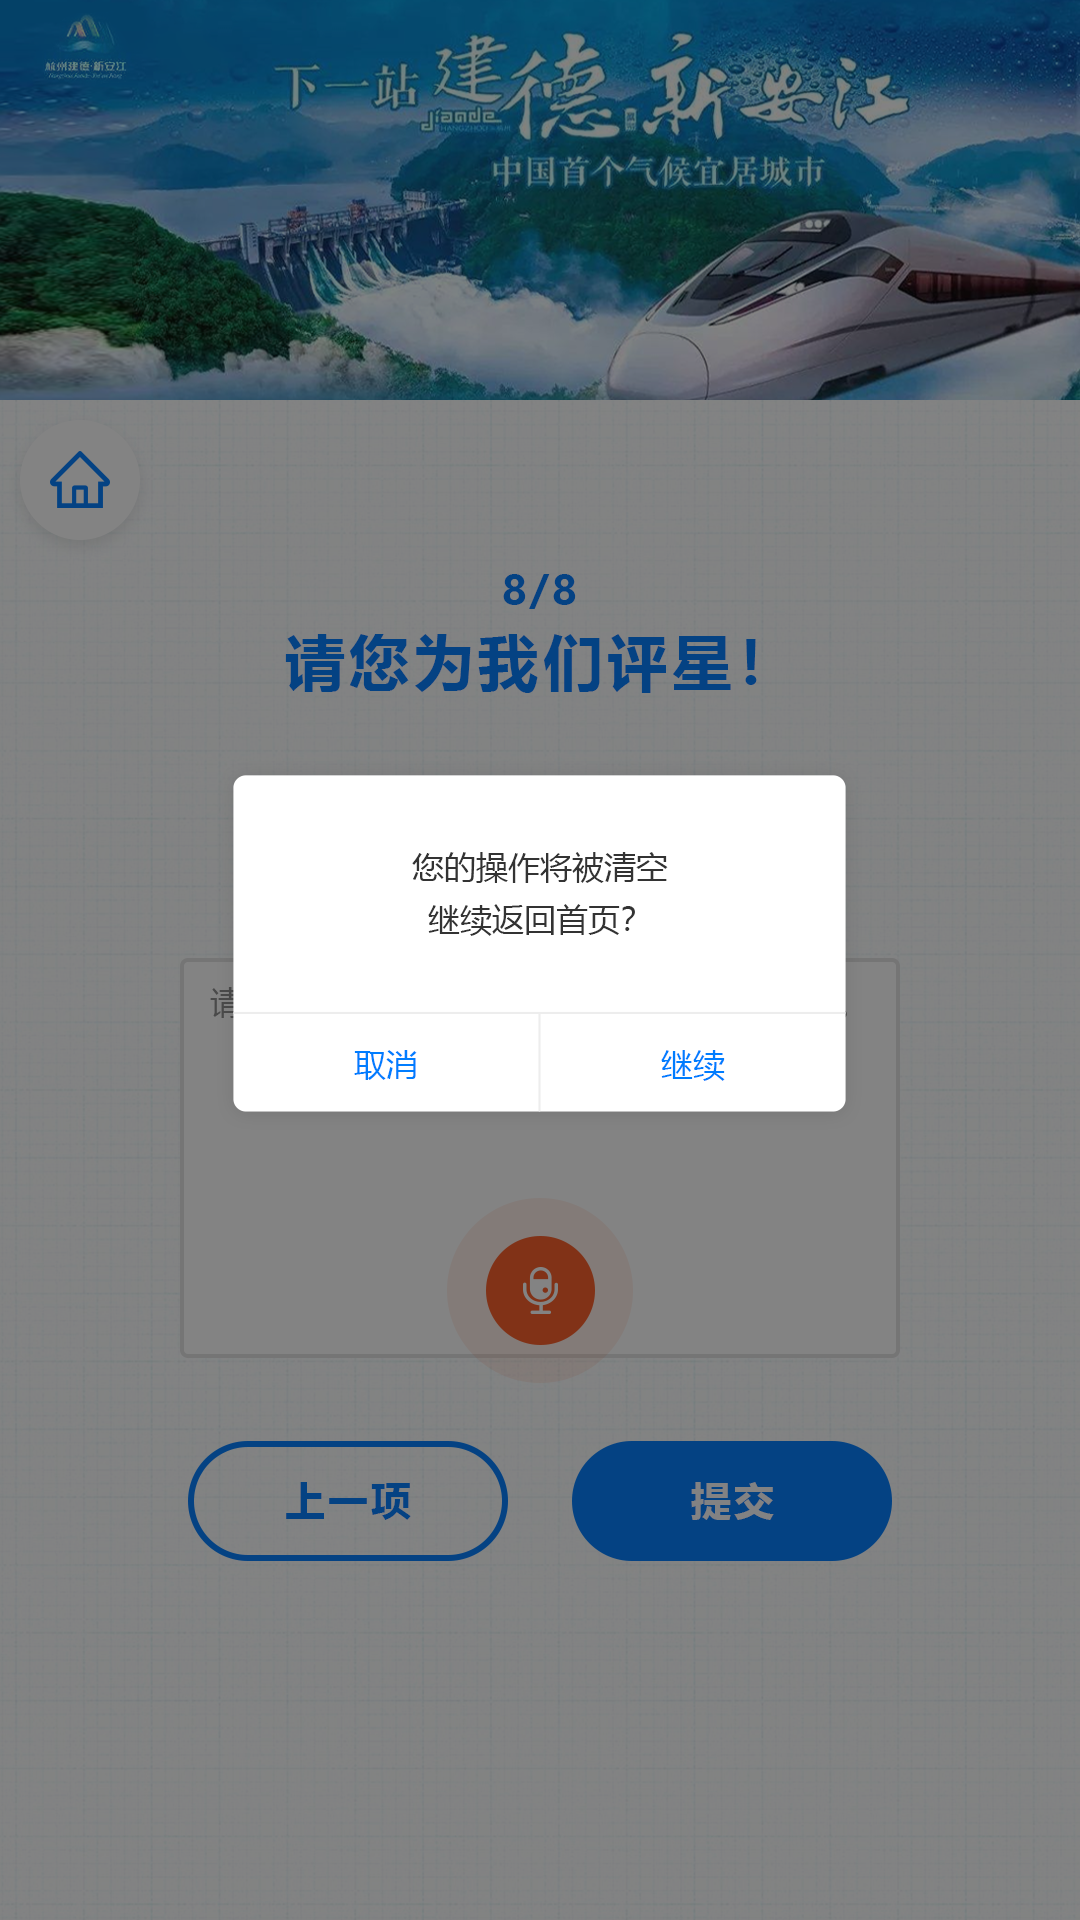 杭州建德·新安江
下一站 建德·新安江
jiande
HANGZHOU
中国首个气候宜居城市
8/8
请您为我们评星！
您的操作将被清空
继续返回首页？
请
取消
继续
上一项
提交